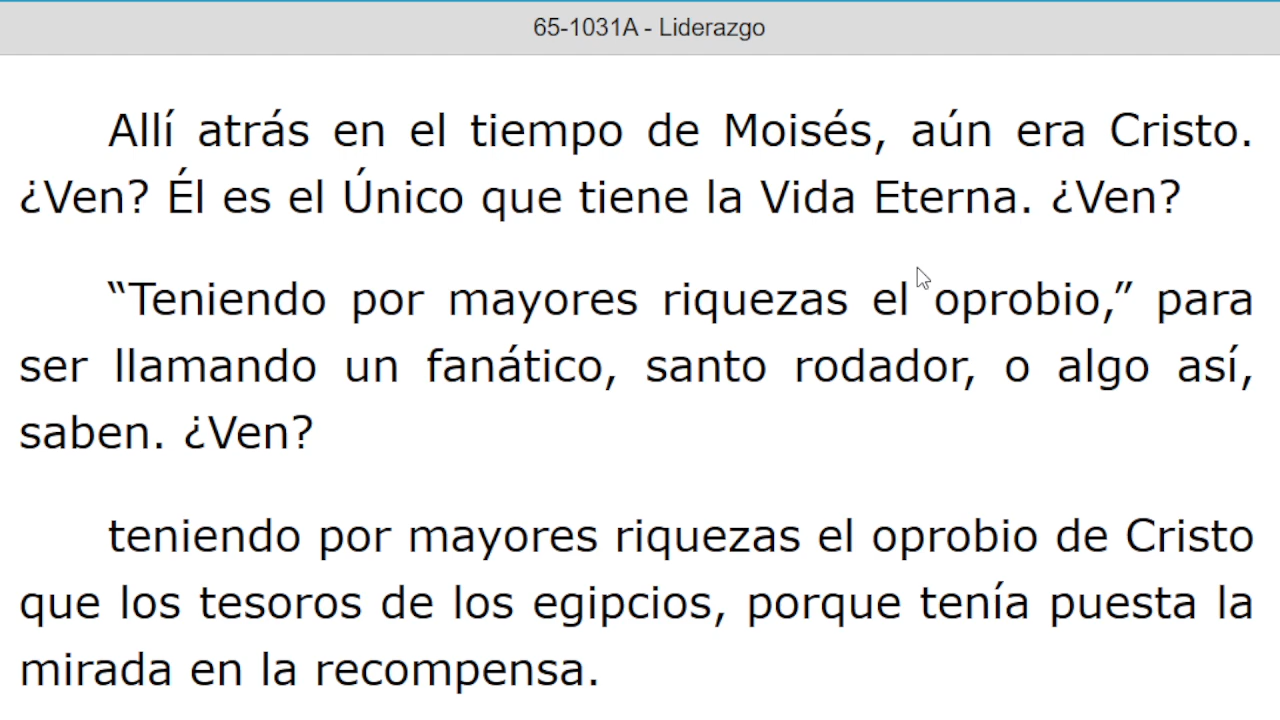 65-1031A - Liderazgo
Allí atrás en el tiempo de Moisés, aún era Cristo.
¿Ven? Él es el Único que tiene la Vida Eterna. ¿Ven?
“Teniendo por mayores riquezas el oprobio,” para
ser llamando un fanático, santo rodador, o algo así,
saben. ¿Ven?
teniendo por mayores riquezas el oprobio de Cristo
que los tesoros de los egipcios, porque tenía puesta la
mirada en la recompensa.